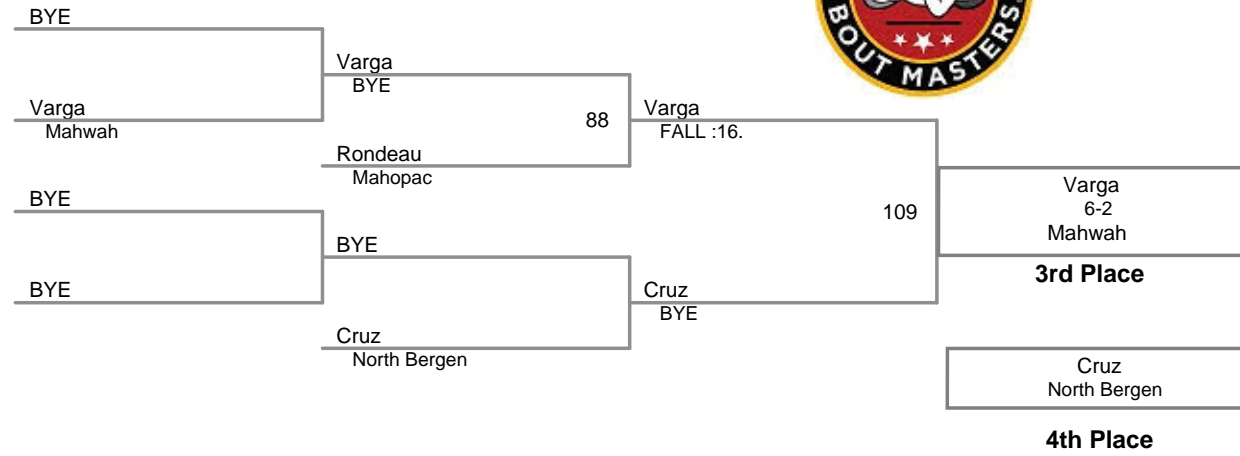 BYE
Varga
Mahwah
BYE
BYE
Varga
BYE
88
Rondeau
Mahopac
BYE
Cruz
North Bergen
Varga
FALL :16.
109
Cruz
BYE
Varga
6-2
Mahwah
3rd Place
Cruz
North Bergen
4th Place
BOUT MASTERS